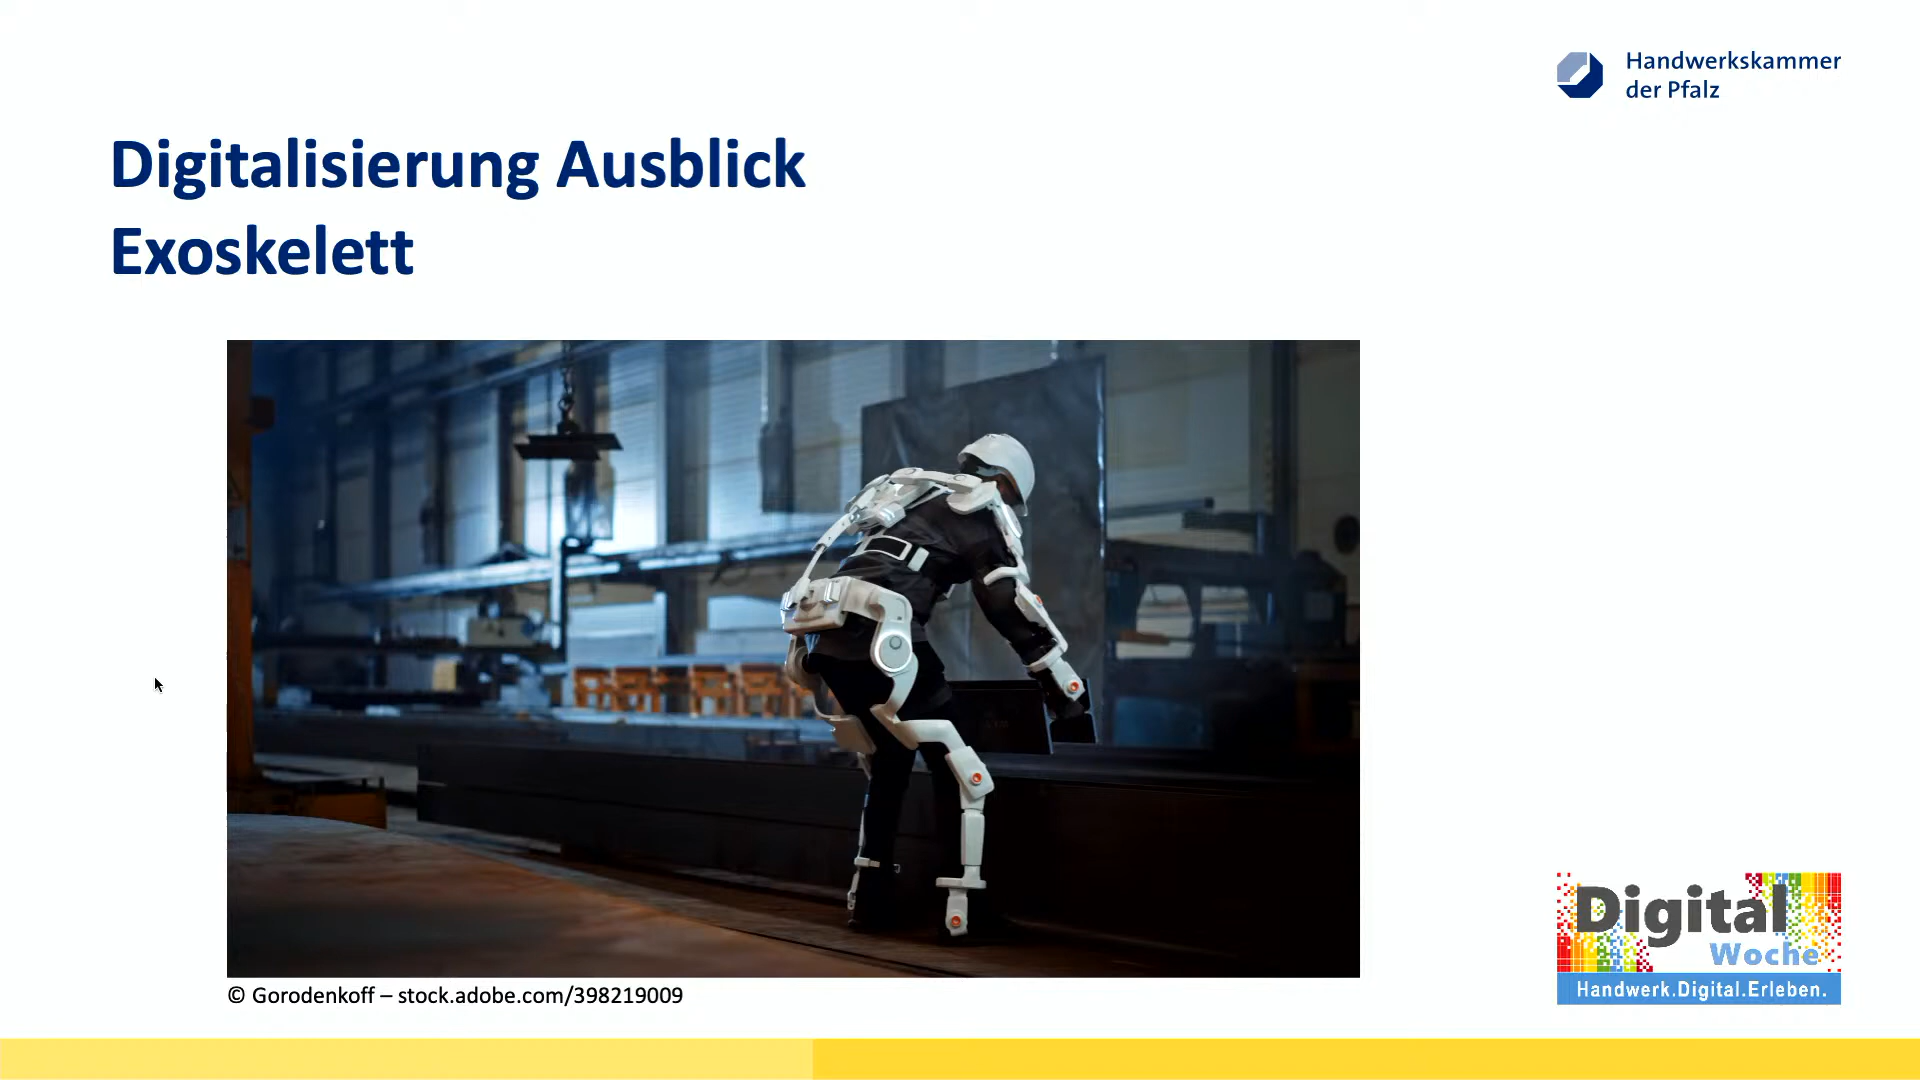 Handwerkskammer
der Pfalz
Digitalisierung Ausblick
Exoskelett
© Gorodenkoff – stock.adobe.com/398219009
Digital
Woche
Handwerk.Digital.Erleben.